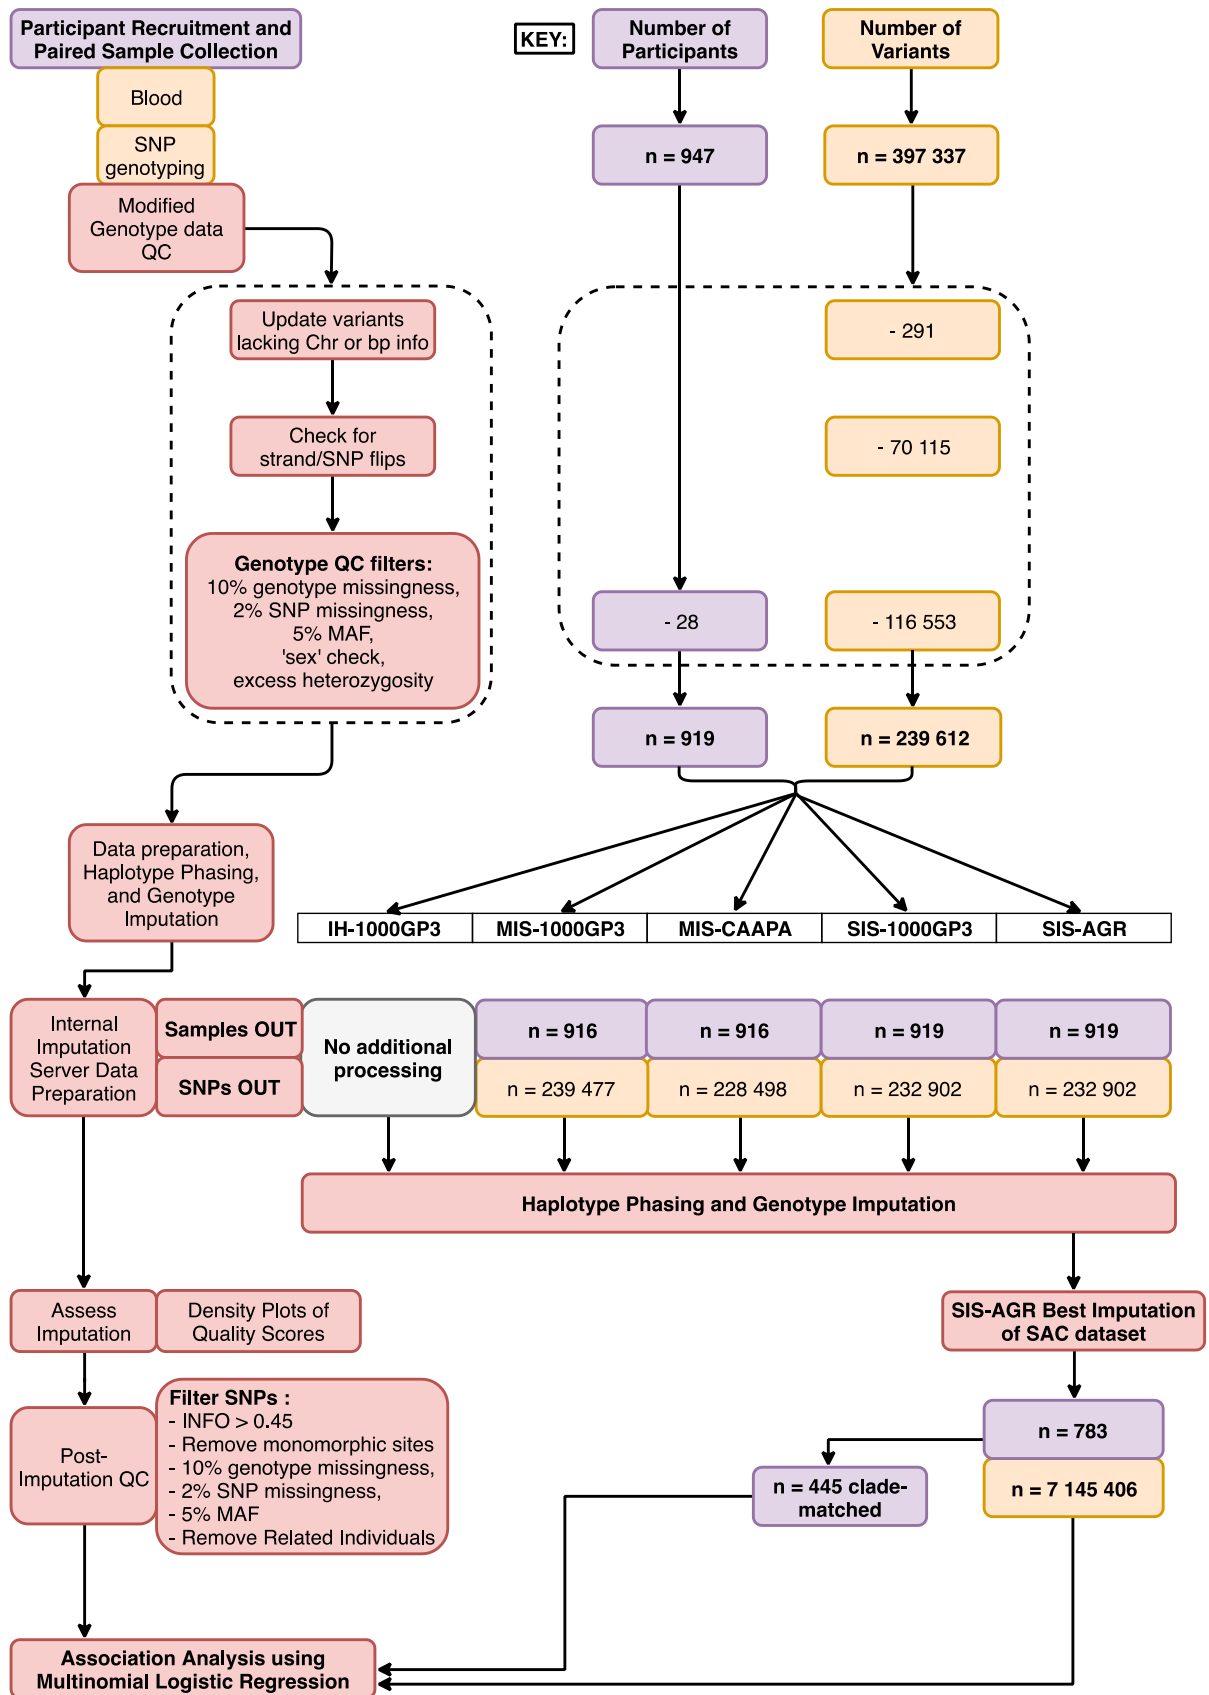 Participant Recruitment and
Paired Sample Collection
KEY:
Number of
Participants
Number of
Variants
Blood
SNP
genotyping
n = 947
n = 397 337
Modified
Genotype data
QC
Update variants
lacking Chr or bp info
- 291
Check for
strand/SNP flips
- 70 115
Genotype QC filters:
10% genotype missingness,
2% SNP missingness,
5% MAF,
'sex' check,
excess heterozygosity
- 28
- 116 553
n = 919
n = 239 612
Data preparation,
Haplotype Phasing,
and Genotype
Imputation
IH-1000GP3
MIS-1000GP3
MIS-CAAPA
SIS-1000GP3
SIS-AGR
Internal
Imputation
Server Data
Preparation
Samples OUT
SNPs OUT
No additional
processing
n = 916
n = 916
n = 919
n = 919
n = 239 477
n = 228 498
n = 232 902
n = 232 902
Haplotype Phasing and Genotype Imputation
Assess
Imputation
Density Plots of
Quality Scores
SIS-AGR Best Imputation
of SAC dataset
Post-
Imputation QC
Filter SNPs :
- INFO > 0.45
- Remove monomorphic sites
- 10% genotype missingness,
- 2% SNP missingness,
- 5% MAF
- Remove Related Individuals
n = 783
n = 7 145 406
n = 445 clade-
matched
Association Analysis using
Multinomial Logistic Regression